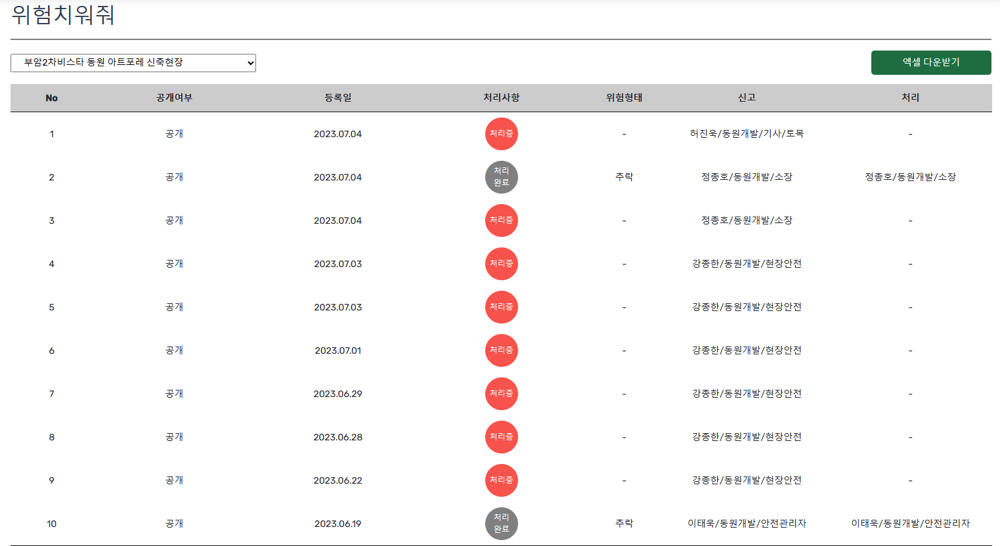 위험치워줘
부암2차비스타 동원 아트포레 신축현장
엑셀 다운받기
No 공개여부 등록일 처리사항 위험형태 신고 처리
1 공개 2023.07.04 처리중 - 허진욱/동원개발/기사/토목 -
2 공개 2023.07.04 처리 완료 추락 정종호/동원개발/소장 정종호/동원개발/소장
3 공개 2023.07.04 처리중 - 정종호/동원개발/소장 -
4 공개 2023.07.03 처리중 - 강종한/동원개발/현장안전 -
5 공개 2023.07.03 처리중 - 강종한/동원개발/현장안전 -
6 공개 2023.07.01 처리중 - 강종한/동원개발/현장안전 -
7 공개 2023.06.29 처리중 - 강종한/동원개발/현장안전 -
8 공개 2023.06.28 처리중 - 강종한/동원개발/현장안전 -
9 공개 2023.06.22 처리중 - 강종한/동원개발/현장안전 -
10 공개 2023.06.19 처리 완료 추락 이태욱/동원개발/안전관리자 이태욱/동원개발/안전관리자